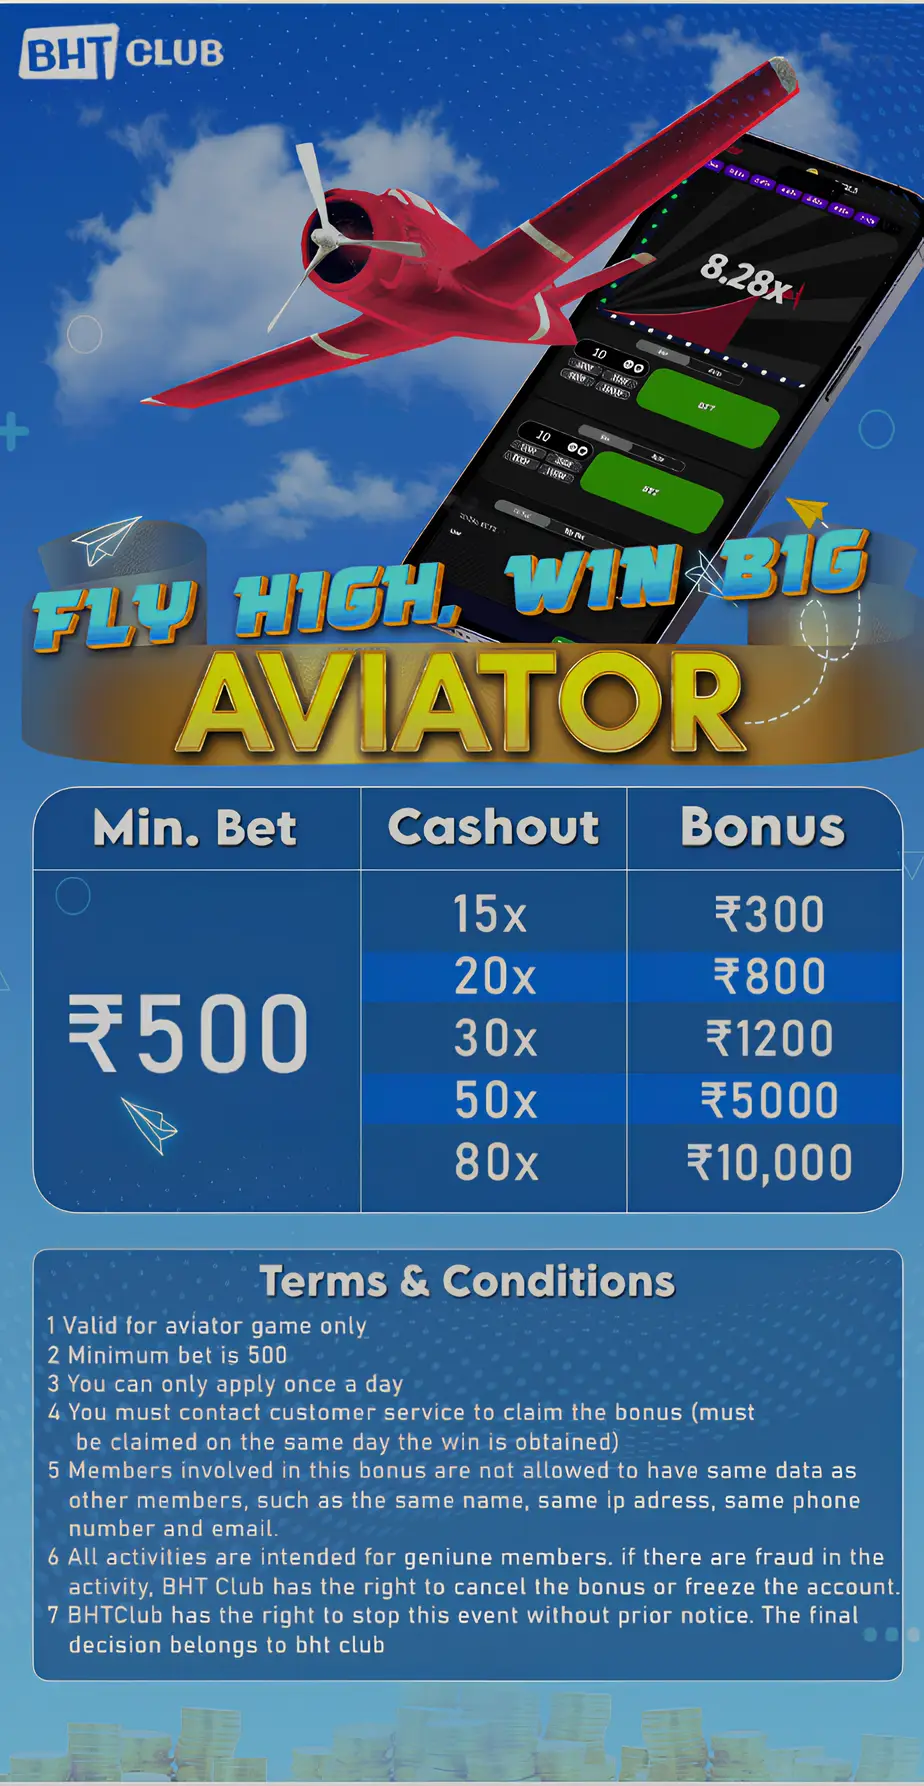 BHT CLUB
8.28x
10
BET
10
BET
FLY HIGH, WIN BIG
AVIATOR
Min. Bet Cashout Bonus
₹500
15x ₹300
20x ₹800
30x ₹1200
50x ₹5000
80x ₹10,000
Terms & Conditions
1 Valid for aviator game only
2 Minimum bet is 500
3 You can only apply once a day
4 You must contact customer service to claim the bonus (must
be claimed on the same day the win is obtained)
5 Members involved in this bonus are not allowed to have same data as
other members, such as the same name, same ip adress, same phone
number and email.
6 All activities are intended for geniune members. if there are fraud in the
activity, BHT Club has the right to cancel the bonus or freeze the account.
7 BHTClub has the right to stop this event without prior notice. The final
decision belongs to bht club